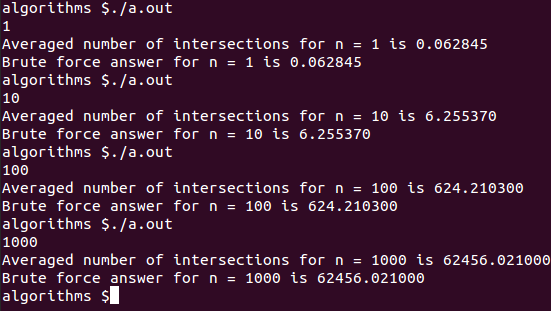 algorithms $./a.out
1
Averaged number of intersections for n = 1 is 0.062845
Brute force answer for n = 1 is 0.062845
algorithms $./a.out
10
Averaged number of intersections for n = 10 is 6.255370
Brute force answer for n = 10 is 6.255370
algorithms $./a.out
100
Averaged number of intersections for n = 100 is 624.210300
Brute force answer for n = 100 is 624.210300
algorithms $./a.out
1000
Averaged number of intersections for n = 1000 is 62456.021000
Brute force answer for n = 1000 is 62456.021000
algorithms $